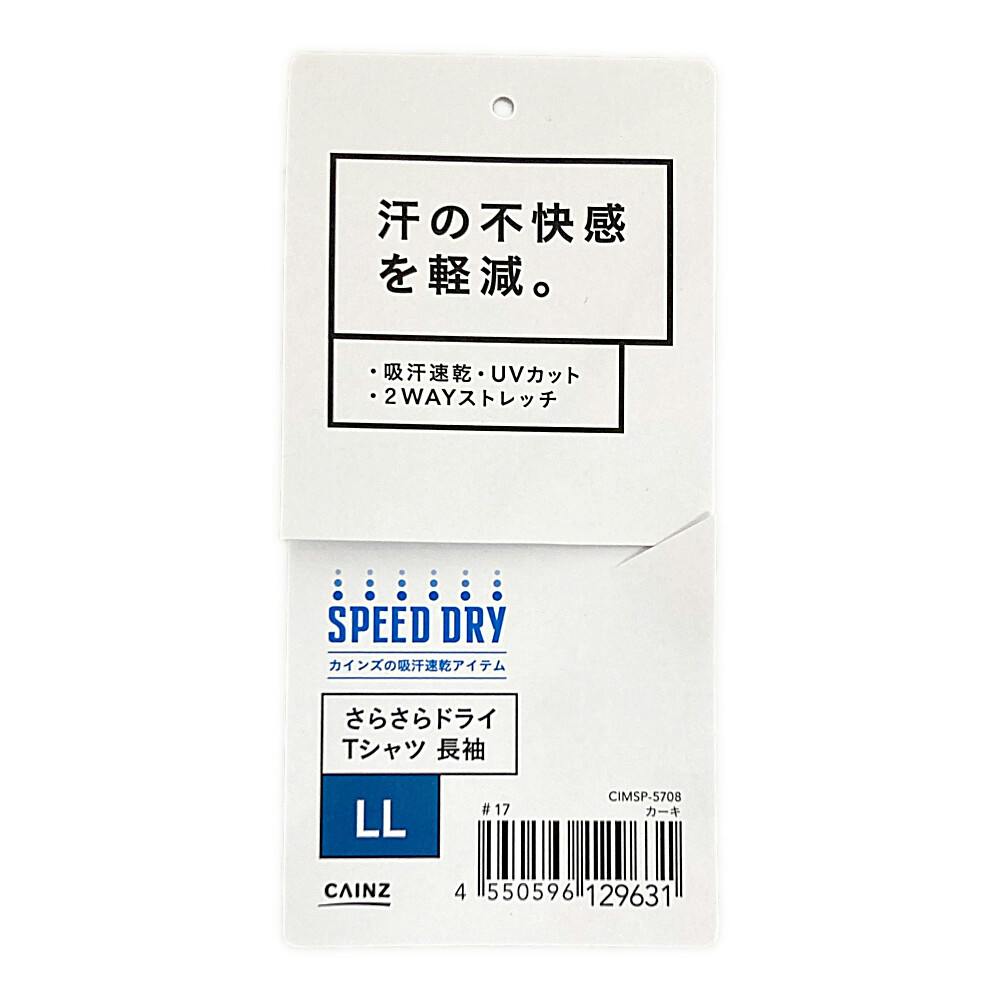 汗の不快感
を軽減。
・吸汗速乾・UVカット
・2WAYストレッチ
SPEED DRY
カインズの吸汗速乾アイテム
さらさらドライ
Tシャツ 長袖
LL
CAINZ
#17
CIMSP-5708
カーキ
4 550596 129631